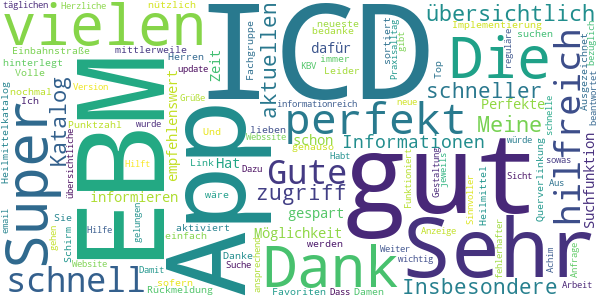 täglichen
Herzliche
nützlich
vielen
Einbahnstraße
mittlerweile
hinterlegt
Herren
Volle
update
nochmal
Ich
Version
Katalog
Punktzahl
wurde
Grüße
Super
EBM
App
ICD
Heilmittelkatalog
übersichtliche
Hilft
empfehlenswert
Fachgruppe
Zeit
aktuellen
bedanke
dafür
immer
Leider
KBV
neueste
sortiert
Praxisalltag
gibt
übersichtlich
implementierung
suchen
Die
Top
reguläre
schneller
Perfekte
Meine
hilfreich
Ausgezeichnet
bezüglich
beantwortet
informationreich
Und
Website
lieben
neue
perfekt
genauso
schon
Informationen
Link
Hat
Habt
würde
schnelle
sowas
Aus
Querverlinkung
Suchfunktion
Gute
zugriff
wäre
Dazu
informieren
gelungen
Sie
Schirm
Hilfe
gehen
email
Website
Damit
schnell
Rückmeldung
aktiviert
einfach
sofern
Danke
Suche
ansprechend
gespart
Möglichkeit
werden
Dank
Favoriten
Dass
Damen
Weiter
wichtig
gut
Sehr
Funktioniert
Gestaltung
jeweils
Sinnvoller
Heilmittel
Sicht
Anzeige
fehlerhafter
Insbesondere
Achim
Anfrage
Arbeit